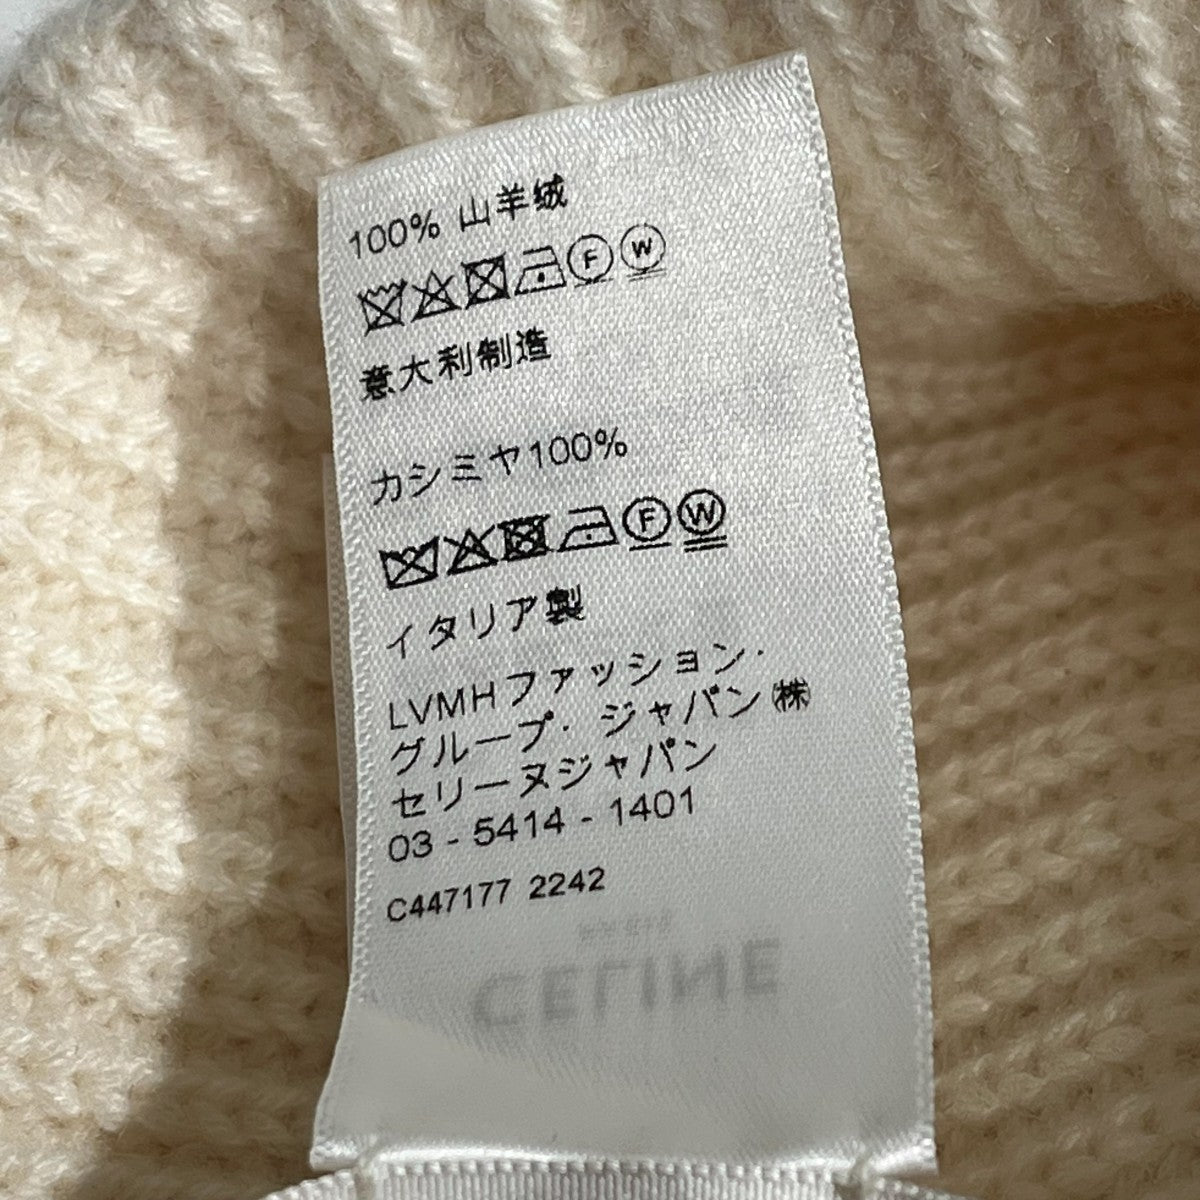 100% 山羊绒
F W
意大利制造
カシミヤ100%
F W
イタリア製
LVMHファッション・
グループ・ジャパン㈱
セリーヌジャパン
03 - 5414 - 1401
C447177 2242
CELINE